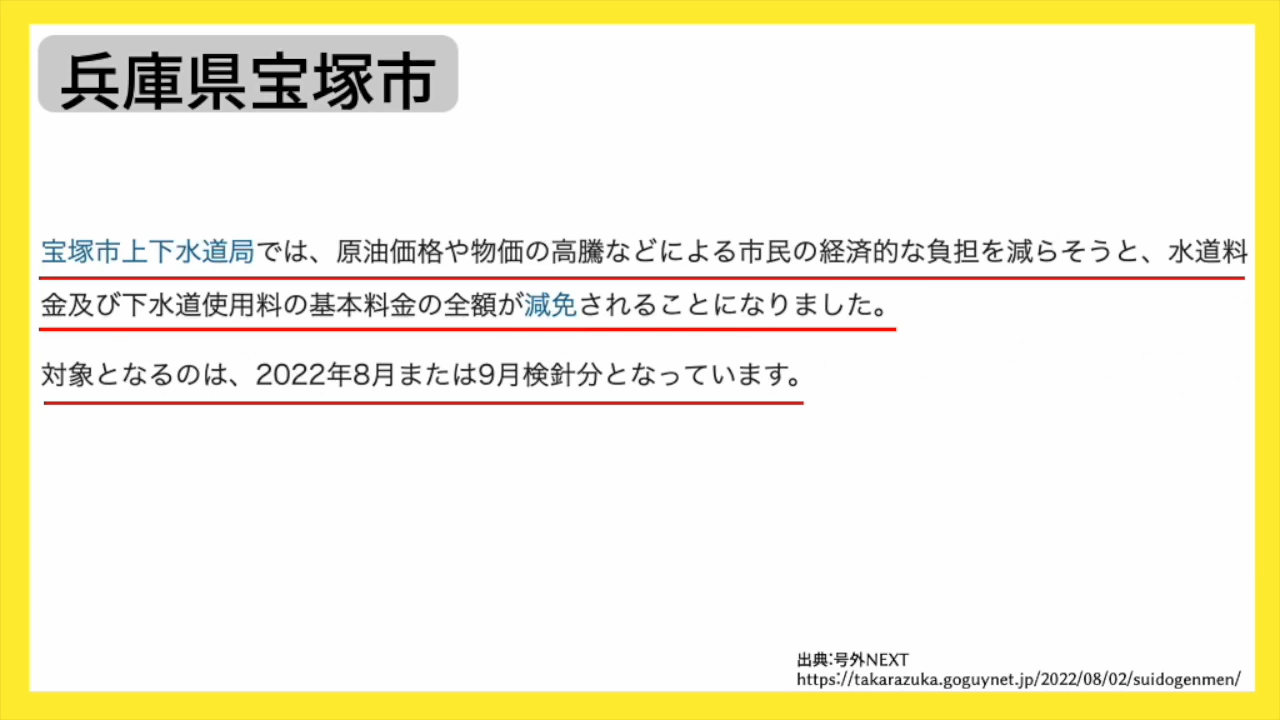 兵庫県宝塚市
宝塚市上下水道局では、原油価格や物価の高騰などによる市民の経済的な負担を減らそうと、水道料
金及び下水道使用料の基本料金の全額が減免されることになりました。
対象となるのは、2022年8月または9月検針分となっています。
出典:号外NEXT
https://takarazuka.goguynet.jp/2022/08/02/suidogenmen/